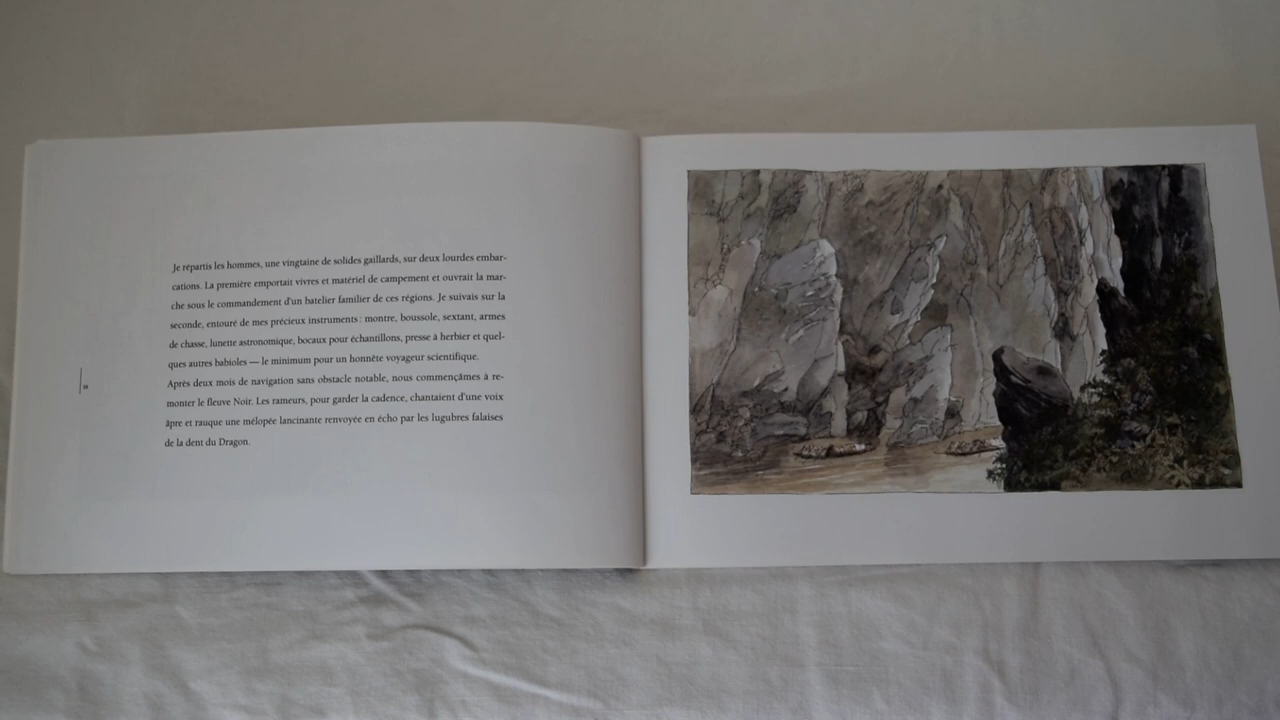 Je répartis les hommes, une vingtaine de solides gaillards, sur deux lourdes embar-
cations. La première emportait vivres et matériel de campement et ouvrait la mar-
che sous le commandement d'un batelier familier de ces régions. Je suivais sur la
seconde, entouré de mes précieux instruments : montre, boussole, sextant, armes
de chasse, lunette astronomique, bocaux pour échantillons, presse à herbier et quel-
ques autres babioles — le minimum pour un honnête voyageur scientifique.
Après deux mois de navigation sans obstacle notable, nous commençâmes à re-
monter le fleuve Noir. Les rameurs, pour garder la cadence, chantaient d'une voix
âpre et rauque une mélopée lancinante renvoyée en écho par les lugubres falaises
de la dent du Dragon.